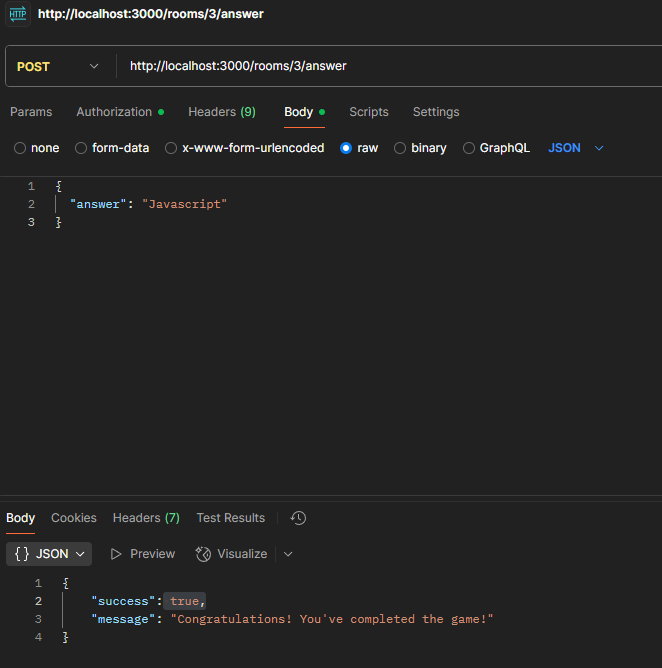 HTTP http://localhost:3000/rooms/3/answer
POST http://localhost:3000/rooms/3/answer
Params Authorization Headers (9) Body Scripts Settings
none form-data x-www-form-urlencoded raw binary GraphQL JSON
1 {
2 "answer": "Javascript"
3 }
Body Cookies Headers (7) Test Results
{} JSON Preview Visualize
1 {
2 "success": true,
3 "message": "Congratulations! You've completed the game!"
4 }